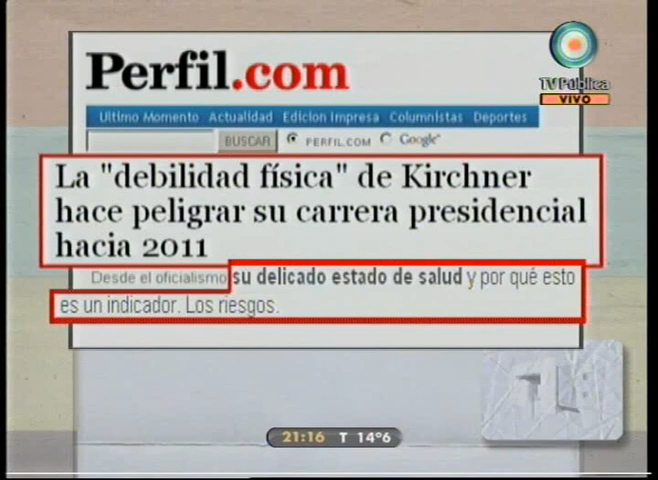 Perfil.com
TV Pública
VIVO
Ultimo Momento Actualidad Edicion Impresa Columnistas Deportes
BUSCAR PERFIL.COM Google
La "debilidad física" de Kirchner
hace peligrar su carrera presidencial
hacia 2011
Desde el oficialismo su delicado estado de salud y por qué esto
es un indicador. Los riesgos.
21:16 T 14°6